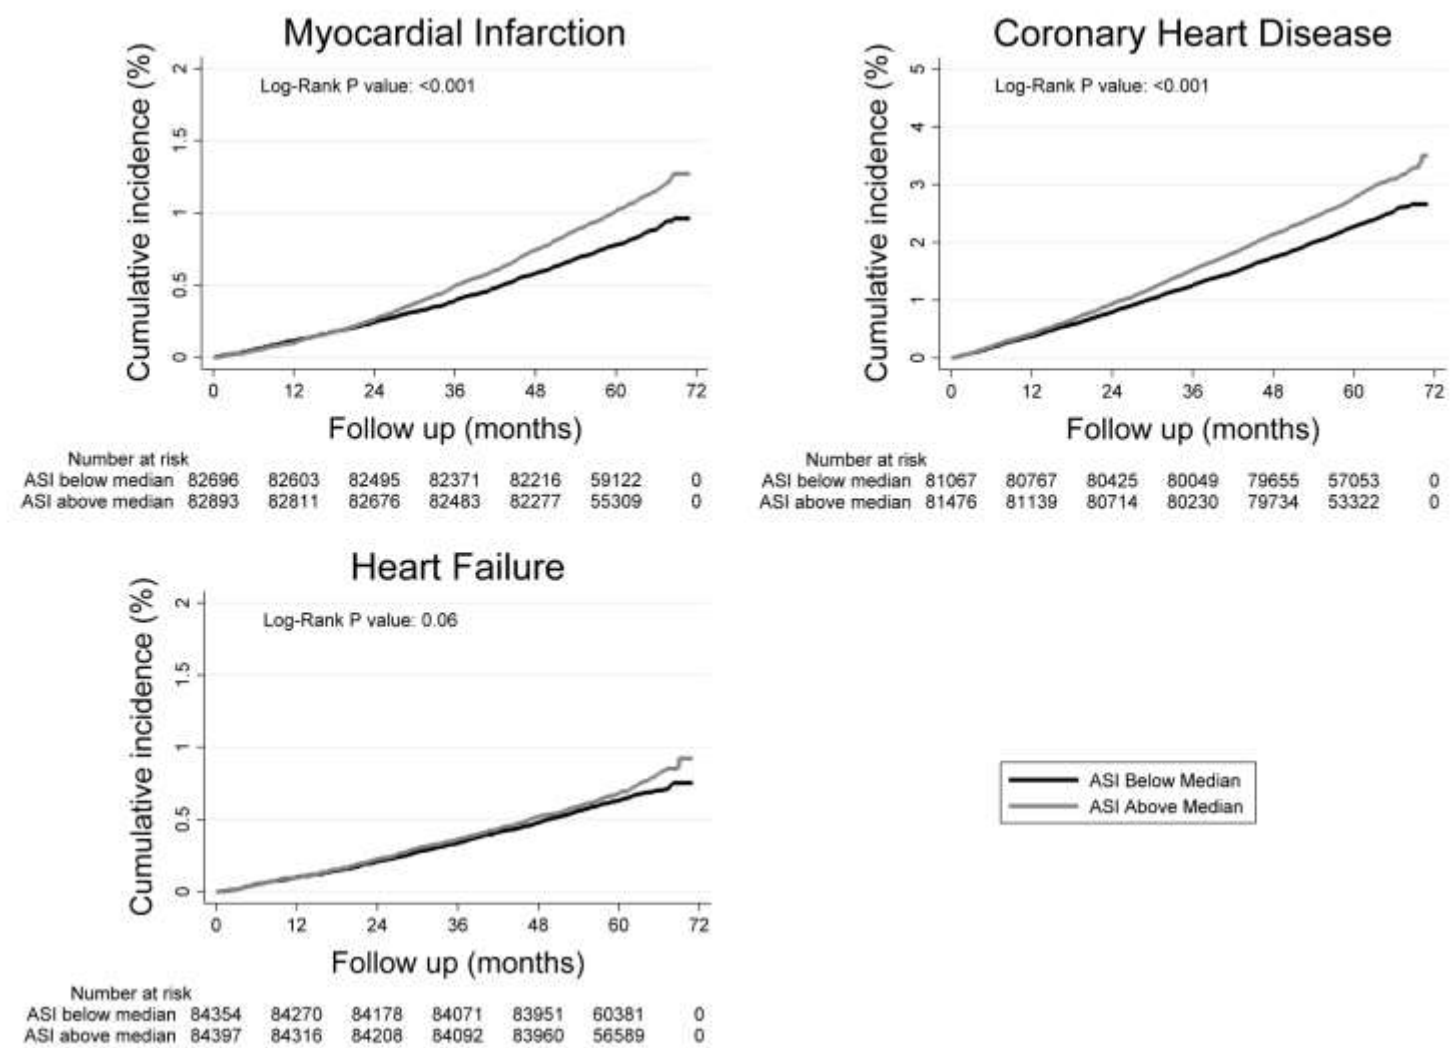 Myocardial Infarction
Cumulative incidence (%)
2
1.5
1
0.5
0
Log-Rank P value: <0.001
0 12 24 36 48 60 72
Follow up (months)
Number at risk
ASI below median 82696 82603 82495 82371 82216 59122 0
ASI above median 82893 82811 82676 82483 82277 55309 0
Coronary Heart Disease
Cumulative incidence (%)
5
4
3
2
1
0
Log-Rank P value: <0.001
0 12 24 36 48 60 72
Follow up (months)
Number at risk
ASI below median 81067 80767 80425 80049 79655 57053 0
ASI above median 81476 81139 80714 80230 79734 53322 0
Heart Failure
Cumulative incidence (%)
2
1.5
1
0.5
0
Log-Rank P value: 0.06
0 12 24 36 48 60 72
Follow up (months)
Number at risk
ASI below median 84354 84270 84178 84071 83951 60381 0
ASI above median 84397 84316 84208 84092 83960 56589 0
ASI Below Median
ASI Above Median